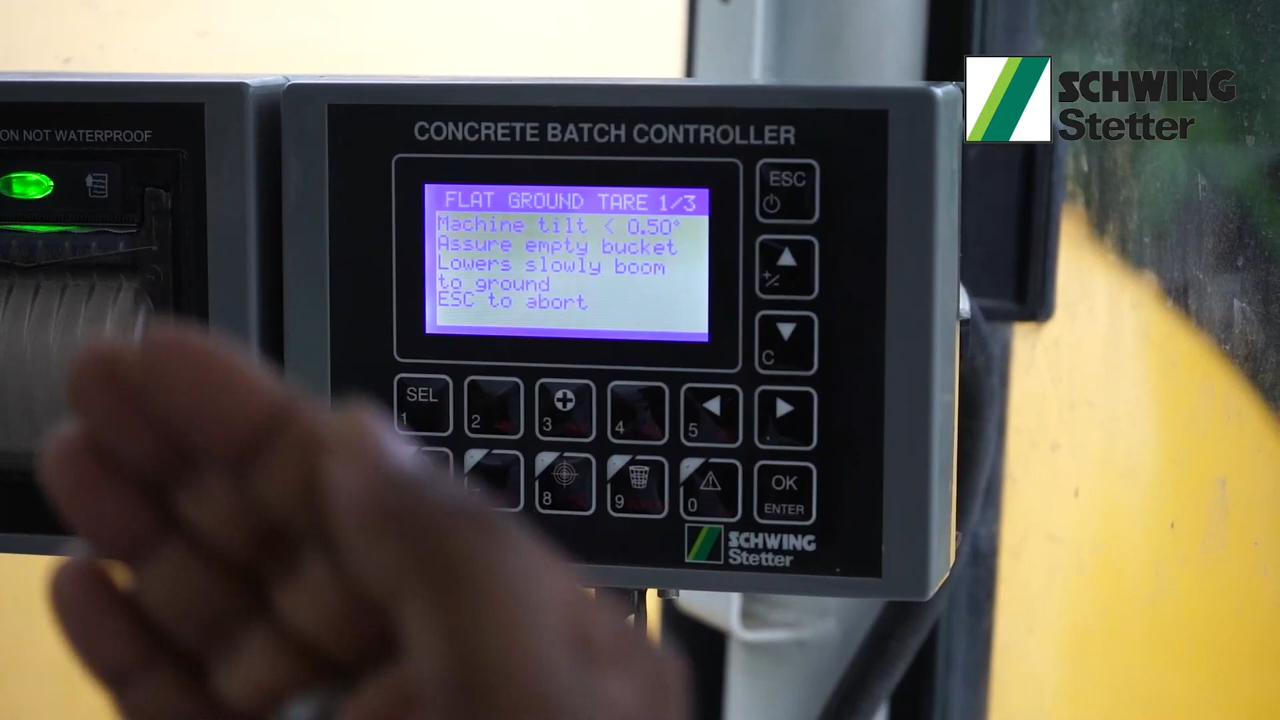 SCHWING
Stetter
ON NOT WATERPROOF
CONCRETE BATCH CONTROLLER
FLAT GROUND TARE 1/3
Machine tilt < 0.50°
Assure empty bucket
Lowers slowly boom
to ground
ESC to abort
ESC
+/-
C
SEL
1
2
3
4
5
.
8
9
0
OK
ENTER
SCHWING
Stetter